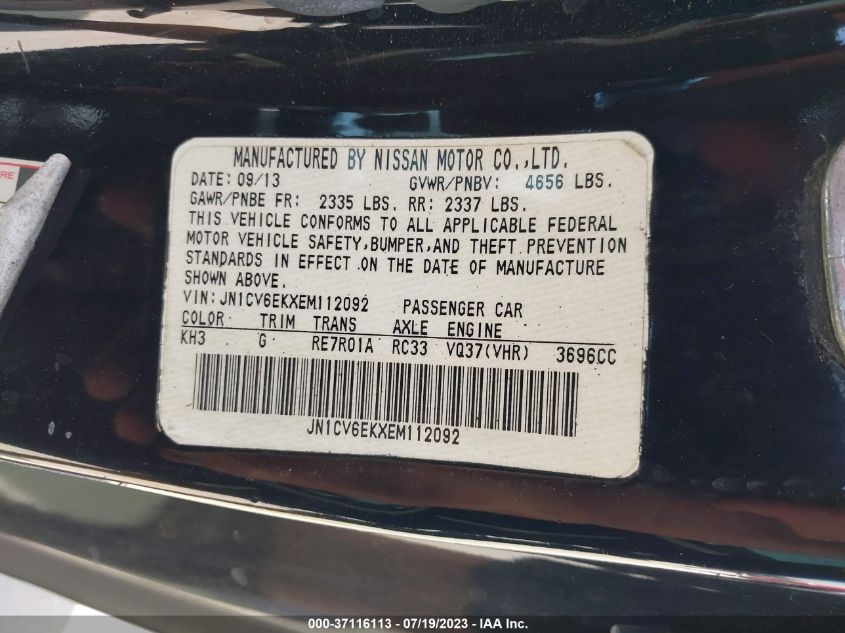 URE
MANUFACTURED BY NISSAN MOTOR CO.,LTD.
DATE: 09/13 GVWR/PNBV: 4656 LBS.
GAWR/PNBE FR: 2335 LBS. RR: 2337 LBS.
THIS VEHICLE CONFORMS TO ALL APPLICABLE FEDERAL
MOTOR VEHICLE SAFETY,BUMPER,AND THEFT PREVENTION
STANDARDS IN EFFECT ON THE DATE OF MANUFACTURE
SHOWN ABOVE.
VIN: JN1CV6EKXEM112092 PASSENGER CAR
COLOR TRIM TRANS AXLE ENGINE
KH3 G RE7R01A RC33 VQ37(VHR) 3696CC
JN1CV6EKXEM112092
000-37116113 - 07/19/2023 - IAA, Inc.